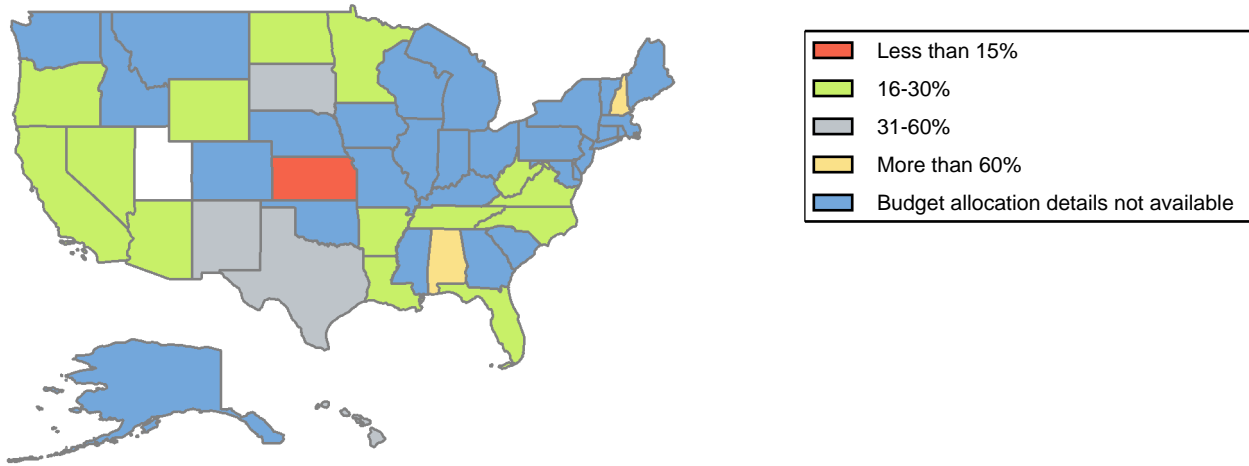 Less than 15%
16-30%
31-60%
More than 60%
Budget allocation details not available